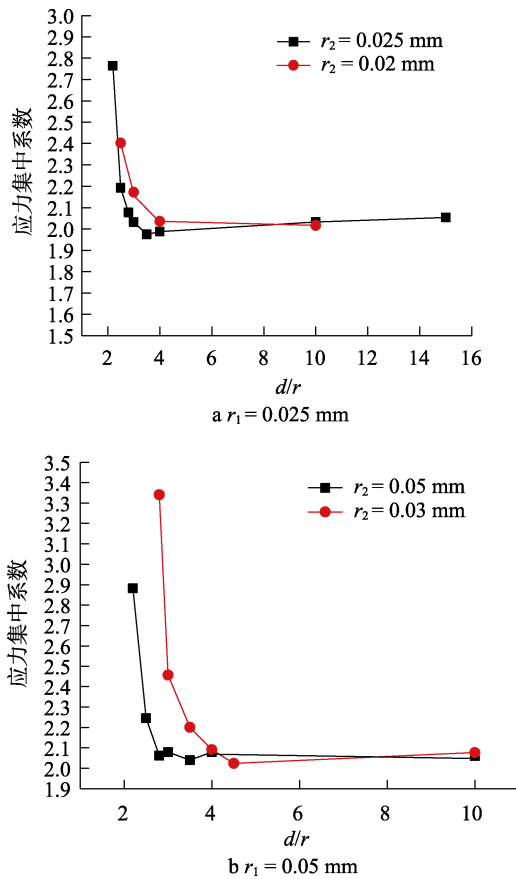 3.0
2.9
2.8
2.7
2.6
2.5
2.4
2.3
2.2
2.1
2.0
1.9
1.8
1.7
1.6
1.5
应力集中系数
r₂ = 0.025 mm
r₂ = 0.02 mm
2 4 6 8 10 12 14 16
d/r
a r₁ = 0.025 mm
3.5
3.4
3.3
3.2
3.1
3.0
2.9
2.8
2.7
2.6
2.5
2.4
2.3
2.2
2.1
2.0
1.9
应力集中系数
r₂ = 0.05 mm
r₂ = 0.03 mm
2 4 6 8 10
d/r
b r₁ = 0.05 mm